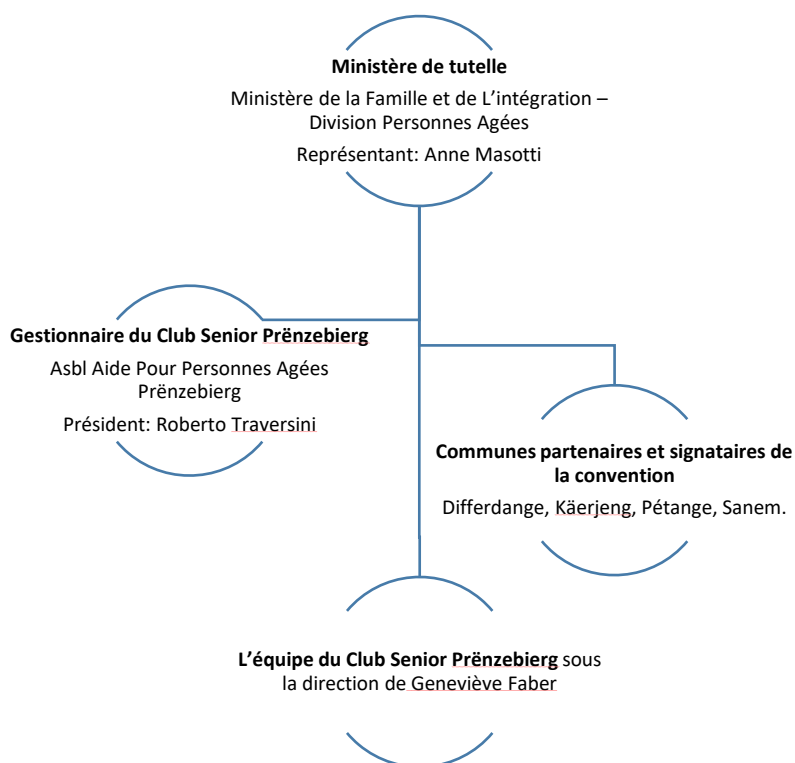 Ministère de tutelle
Ministère de la Famille et de L'intégration –
Division Personnes Agées
Représentant: Anne Masotti
Gestionnaire du Club Senior Prënzebierg
Asbl Aide Pour Personnes Agées
Prënzebierg
Président: Roberto Traversini
Communes partenaires et signataires de
la convention
Differdange, Käerjeng, Pétange, Sanem.
L'équipe du Club Senior Prënzebierg sous
la direction de Geneviève Faber